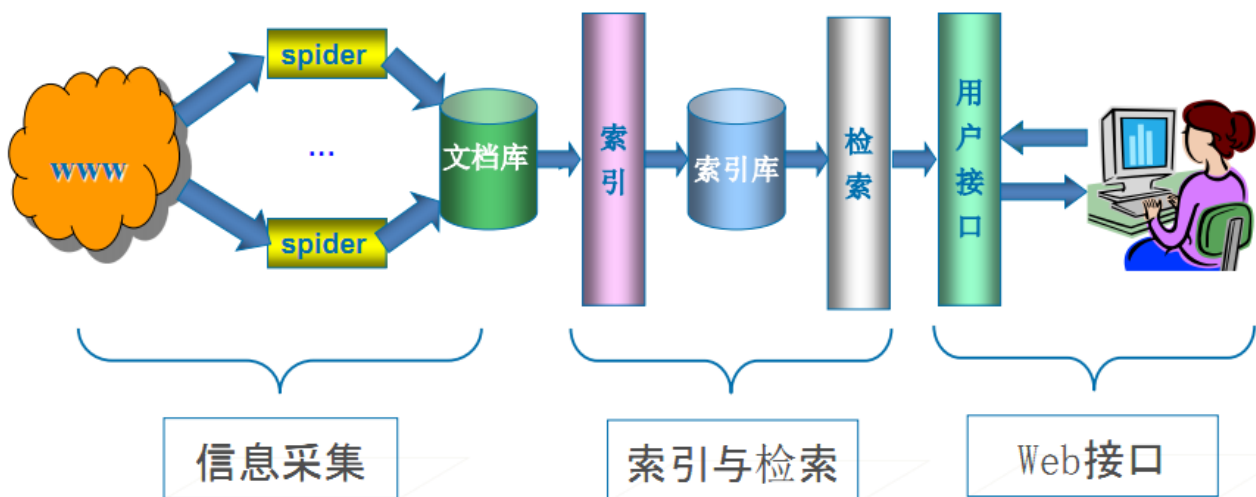 spider
www
...
spider
文档库
索引
索引库
检索
用户接口
信息采集
索引与检索
Web接口